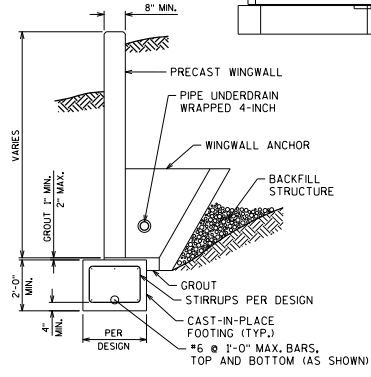 8" MIN.
PRECAST WINGWALL
PIPE UNDERDRAIN
WRAPPED 4-INCH
VARIES
WINGWALL ANCHOR
GROUT 1" MIN.
2" MAX.
BACKFILL
STRUCTURE
GROUT
STIRRUPS PER DESIGN
2'-0"
MIN.
4"
MIN.
PER
DESIGN
CAST-IN-PLACE
FOOTING (TYP.)
#6 @ 1'-0" MAX. BARS,
TOP AND BOTTOM (AS SHOWN)